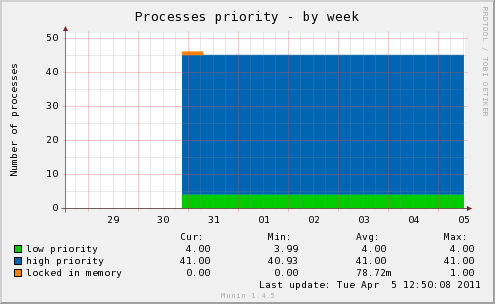 Processes priority - by week
RRDTOOL / TOBI OETIKER
Number of processes
50
40
30
20
10
0
29 30 31 01 02 03 04 05
Cur: Min: Avg: Max:
low priority 4.00 3.99 4.00 4.00
high priority 41.00 40.93 41.00 41.00
locked in memory 0.00 0.00 78.72m 1.00
Last update: Tue Apr 5 12:50:08 2011
Munin 1.4.5